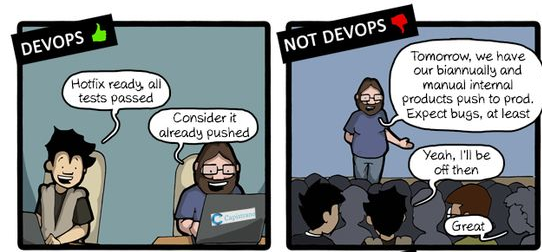 DEVOPS
Hotfix ready, all
tests passed
Consider it
already pushed
Capistrano
NOT DEVOPS
Tomorrow, we have
our biannually and
manual internal
products push to prod.
Expect bugs, at least
Yeah, I'll be
off then
Great